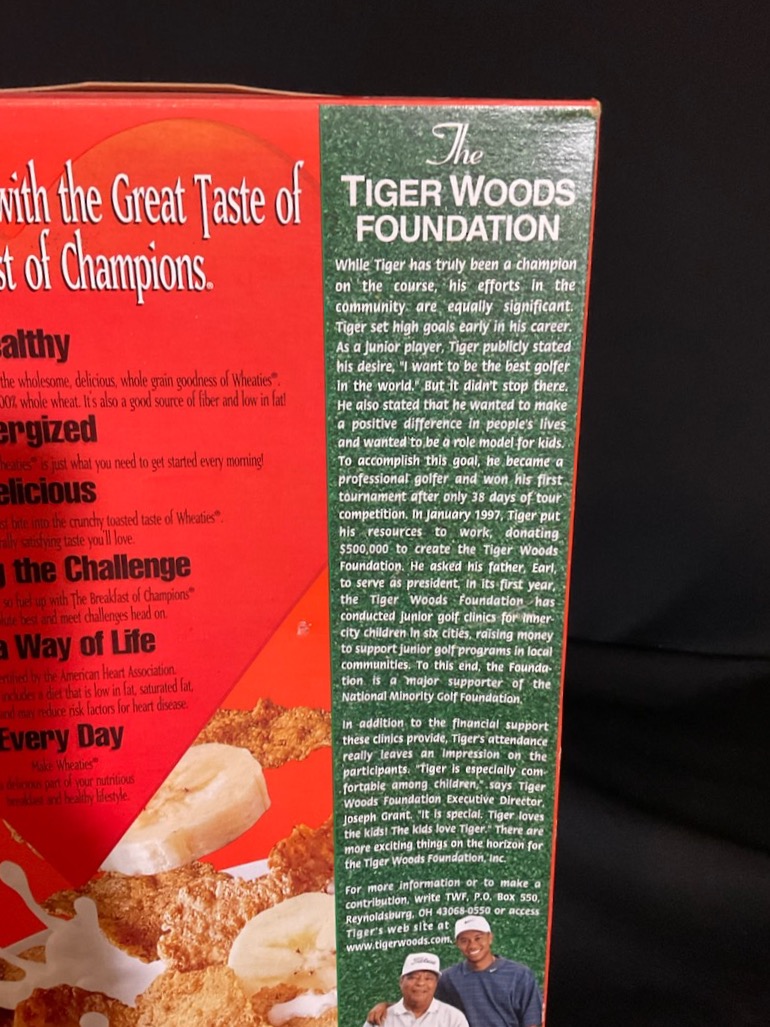 with the Great Taste of
st of Champions.
althy
the wholesome, delicious, whole grain goodness of Wheaties®.
00% whole wheat. It's also a good source of fiber and low in fat!
ergized
heaties® is just what you need to get started every morning!
elicious
st bite into the crunchy toasted taste of Wheaties®.
ally satisfying taste you'll love.
g the Challenge
so fuel up with The Breakfast of Champions®
lute best and meet challenges head on.
a Way of Life
ertified by the American Heart Association.
includes a diet that is low in fat, saturated fat,
and may reduce risk factors for heart disease.
Every Day
Make Wheaties®
a delicious part of your nutritious
breakfast and healthy lifestyle.
The
TIGER WOODS
FOUNDATION
While Tiger has truly been a champion
on the course, his efforts in the
community are equally significant.
Tiger set high goals early in his career.
As a junior player, Tiger publicly stated
his desire, "I want to be the best golfer
in the world." But it didn't stop there.
He also stated that he wanted to make
a positive difference in people's lives
and wanted to be a role model for kids.
To accomplish this goal, he became a
professional golfer and won his first
tournament after only 38 days of tour
competition. In January 1997, Tiger put
his resources to work, donating
$500,000 to create the Tiger Woods
Foundation. He asked his father, Earl,
to serve as president. In its first year,
the Tiger Woods Foundation has
conducted junior golf clinics for inner-
city children in six cities, raising money
to support junior golf programs in local
communities. To this end, the Founda-
tion is a major supporter of the
National Minority Golf Foundation.
In addition to the financial support
these clinics provide, Tiger's attendance
really leaves an impression on the
participants. "Tiger is especially com-
fortable among children," says Tiger
Woods Foundation Executive Director,
Joseph Grant. "It is special. Tiger loves
the kids! The kids love Tiger." There are
more exciting things on the horizon for
the Tiger Woods Foundation, Inc.
For more information or to make a
contribution, write TWF, P.O. Box 550,
Reynoldsburg, OH 43068-0550 or access
Tiger's web site at
www.tigerwoods.com.
Titleist